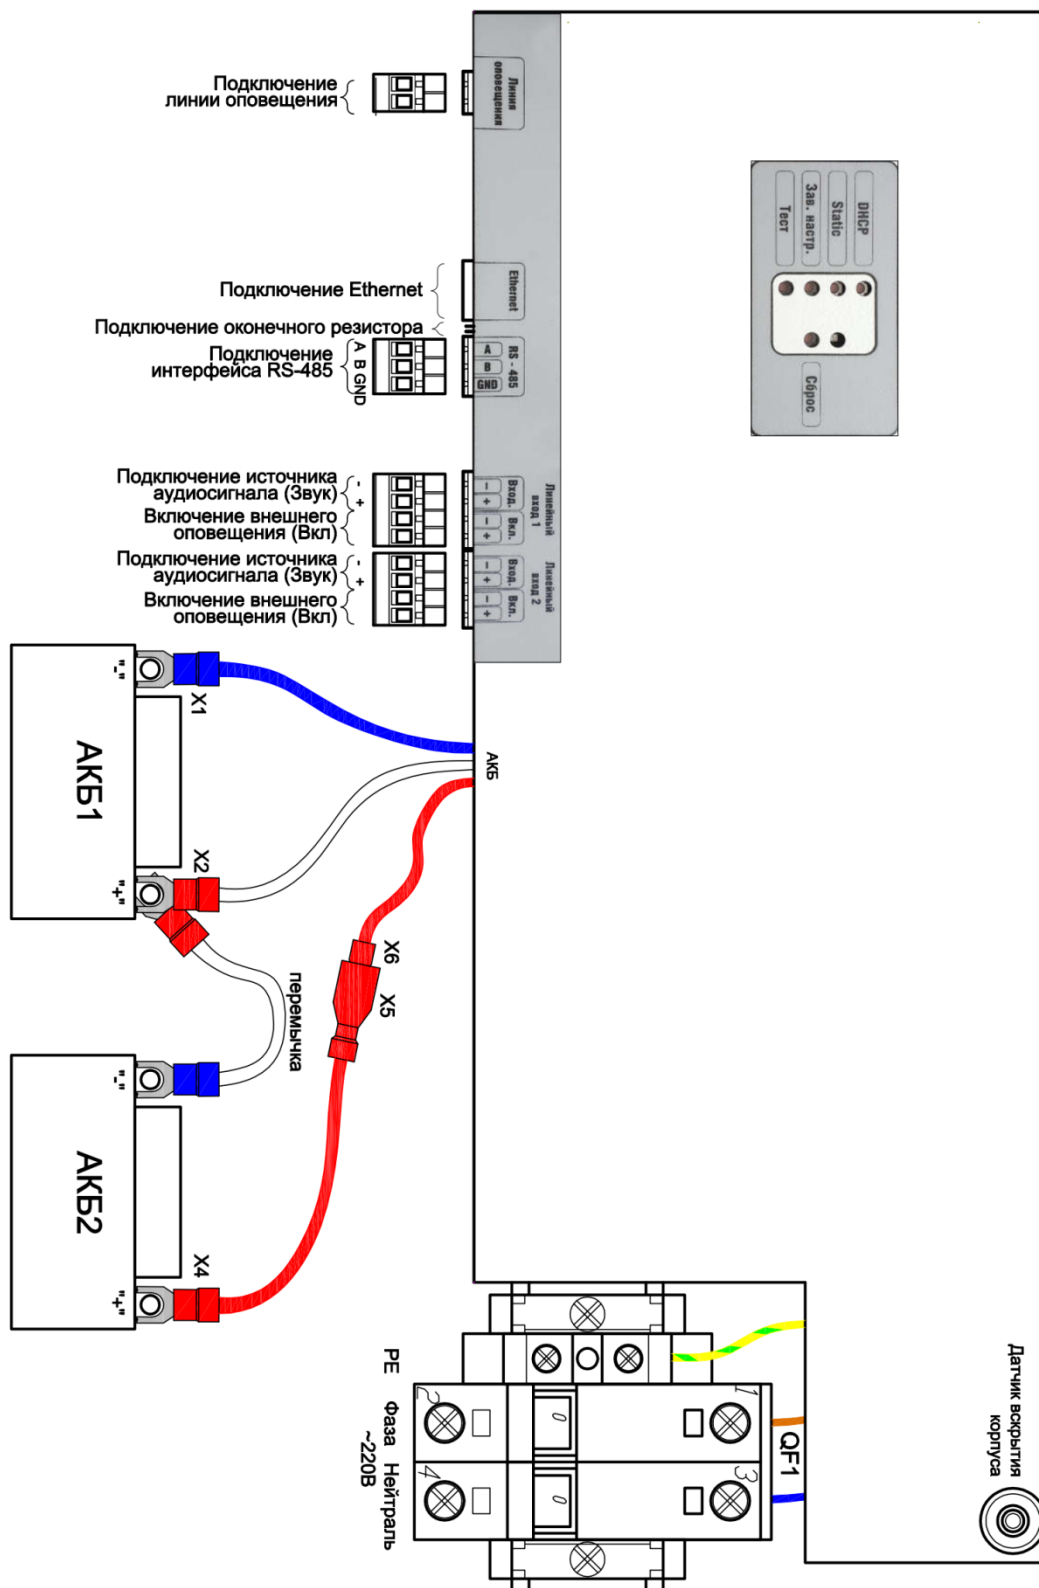 Подключение
линии оповещения
Линия
оповещения
DHCP
Static
Зав. настр.
Тест
Сброс
Подключение Ethernet
Ethernet
Подключение оконечного резистора
Подключение
интерфейса RS-485
A
B
GND
A
B
GND
RS - 485
Подключение источника
аудиосигнала (Звук)
-
+
Включение внешнего
оповещения (Вкл)
Подключение источника
аудиосигнала (Звук)
-
+
Включение внешнего
оповещения (Вкл)
−
+
−
+
Вход.
Вкл.
Линейный
вход 1
−
+
−
+
Вход.
Вкл.
Линейный
вход 2
"-"
X1
АКБ1
АКБ
X2
"+"
X6
X5
перемычка
"-"
АКБ2
X4
"+"
PE
Фаза Нейтраль
~220В
2
0
1
4
0
3
QF1
Датчик вскрытия
корпуса